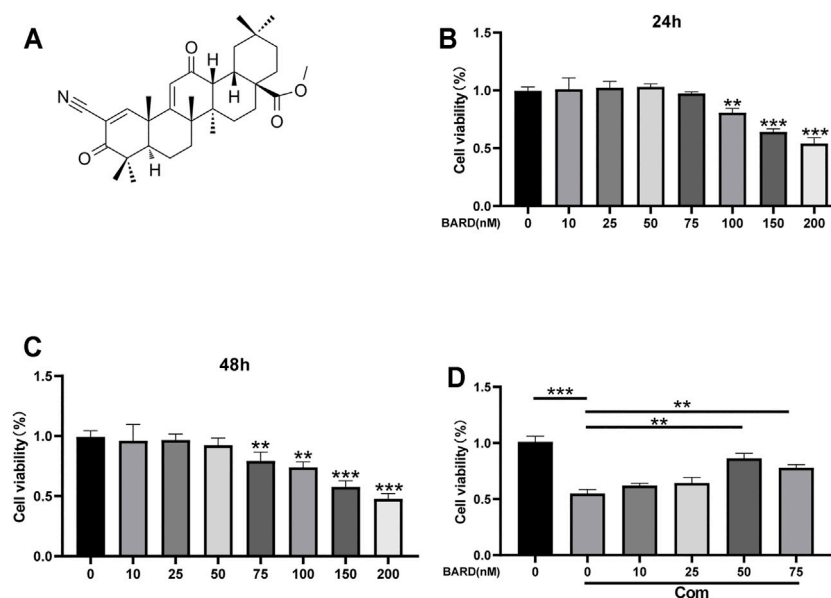 A
N
O
O
H
H
O
O
H
B
24h
Cell viability (%)
1.5
1.0
0.5
0.0
**
***
***
BARD(nM)
0 10 25 50 75 100 150 200
C
48h
Cell viability (%)
1.5
1.0
0.5
0.0
**
**
***
***
0 10 25 50 75 100 150 200
D
Cell viability (%)
1.5
1.0
0.5
0.0
***
**
**
BARD(nM)
0 0 10 25 50 75
Com